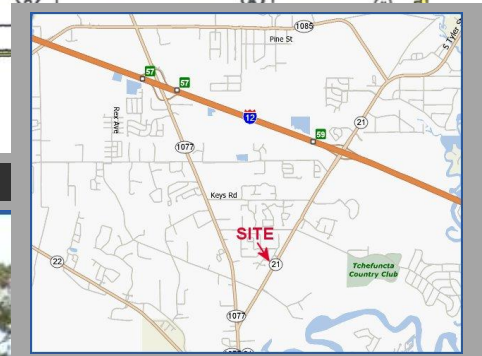 1085
Pine St
S Tyler St
57
57
21
12
Rex Ave
59
1077
Keys Rd
SITE
22
21
Tchefuncta
Country Club
1077